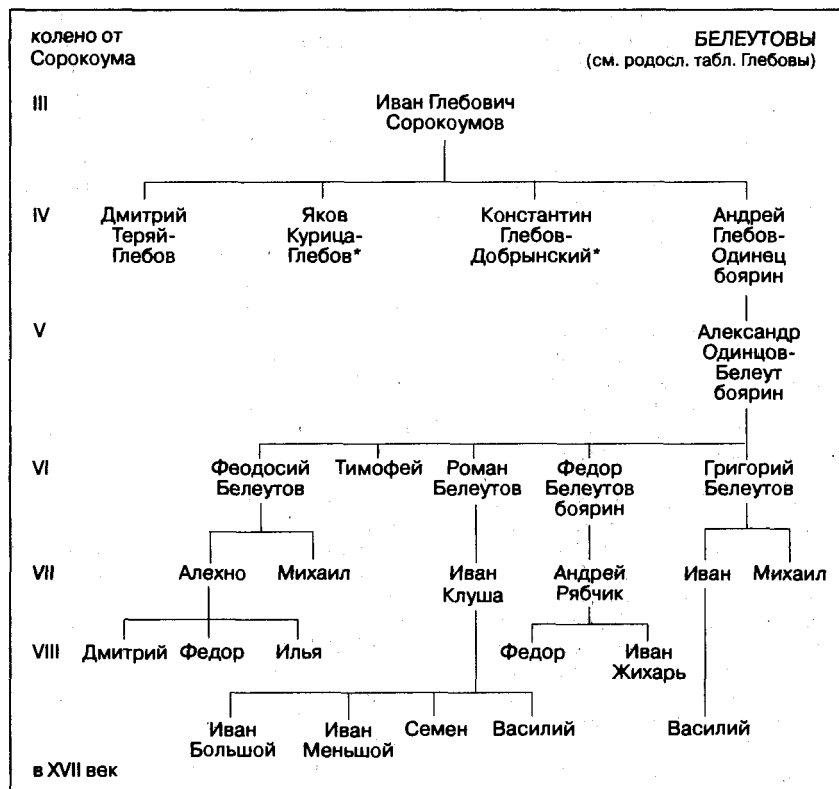 колено от
Сорокоума
БЕЛЕУТОВЫ
(см. родосл. табл. Глебовы)
III
Иван Глебович
Сорокоумов
IV
Дмитрий
Теряй-
Глебов
Яков
Курица-
Глебов*
Константин
Глебов-
Добрынский*
Андрей
Глебов-
Одинец
боярин
V
Александр
Одинцов-
Белеут
боярин
VI
Феодосий
Белеутов
Тимофей
Роман
Белеутов
Федор
Белеутов
боярин
Григорий
Белеутов
VII
Алехно
Михаил
Иван
Клуша
Андрей
Рябчик
Иван
Михаил
VIII
Дмитрий
Федор
Илья
Федор
Иван
Жихарь
Иван
Большой
Иван
Меньшой
Семен
Василий
Василий
в XVII век